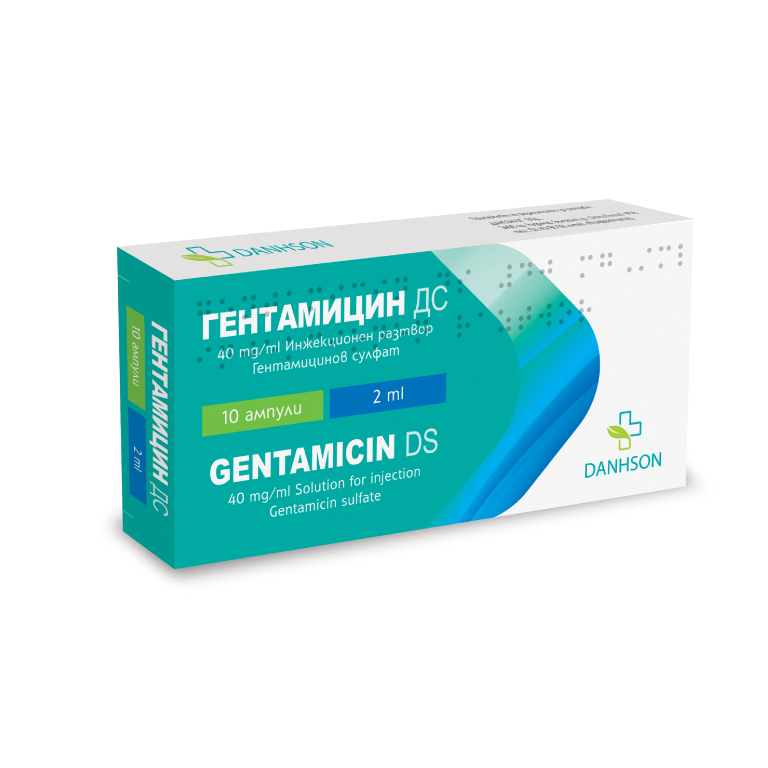 DANHSON
ГЕНТАМИЦИН ДС
40 mg/ml Инжекционен разтвор
Гентамицинов сулфат
10 ампули
2 ml
GENTAMICIN DS
40 mg/ml Solution for injection
Gentamicin sulfate
DANHSON
ГЕНТАМИЦИН ДС
10 ампули
2 ml